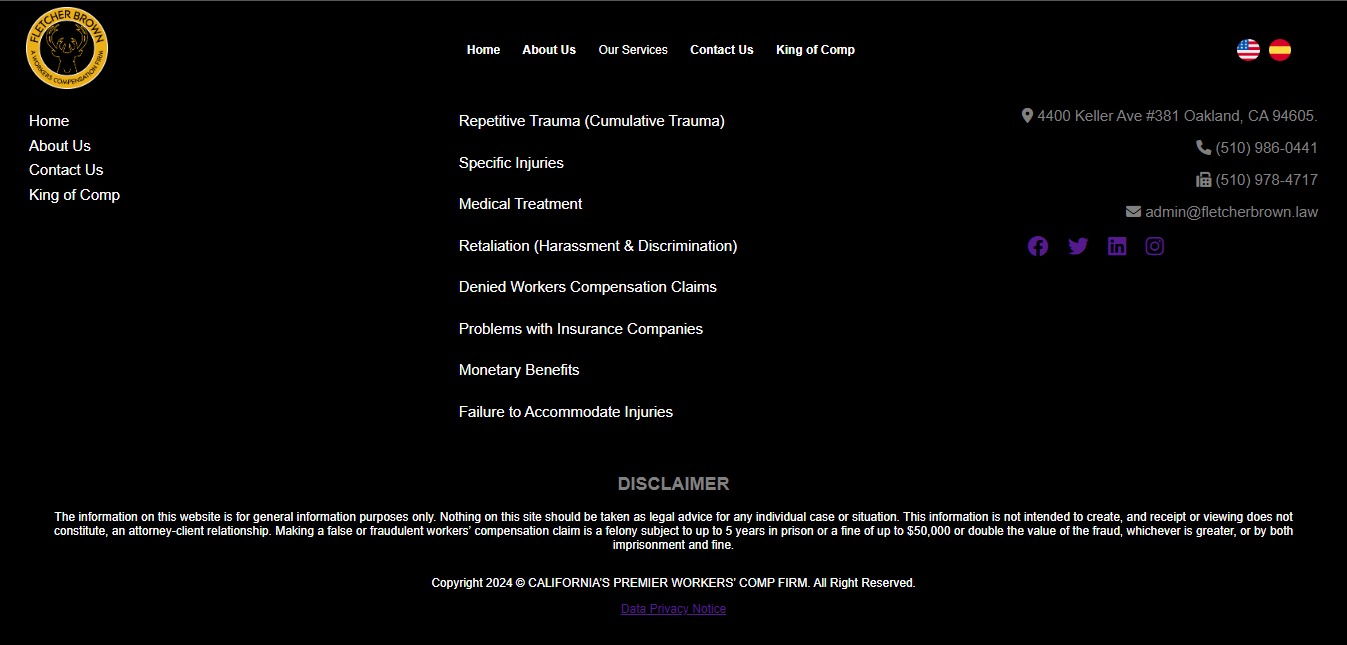 FLETCHER BROWN
A WORKERS COMPENSATION FIRM
Home About Us Our Services Contact Us King of Comp
Home
About Us
Contact Us
King of Comp
Repetitive Trauma (Cumulative Trauma)
Specific Injuries
Medical Treatment
Retaliation (Harassment & Discrimination)
Denied Workers Compensation Claims
Problems with Insurance Companies
Monetary Benefits
Failure to Accommodate Injuries
4400 Keller Ave #381 Oakland, CA 94605.
(510) 986-0441
(510) 978-4717
admin@fletcherbrown.law
DISCLAIMER
The information on this website is for general information purposes only. Nothing on this site should be taken as legal advice for any individual case or situation. This information is not intended to create, and receipt or viewing does not
constitute, an attorney-client relationship. Making a false or fraudulent workers’ compensation claim is a felony subject to up to 5 years in prison or a fine of up to $50,000 or double the value of the fraud, whichever is greater, or by both
imprisonment and fine.
Copyright 2024 © CALIFORNIA’S PREMIER WORKERS’ COMP FIRM. All Right Reserved.
Data Privacy Notice